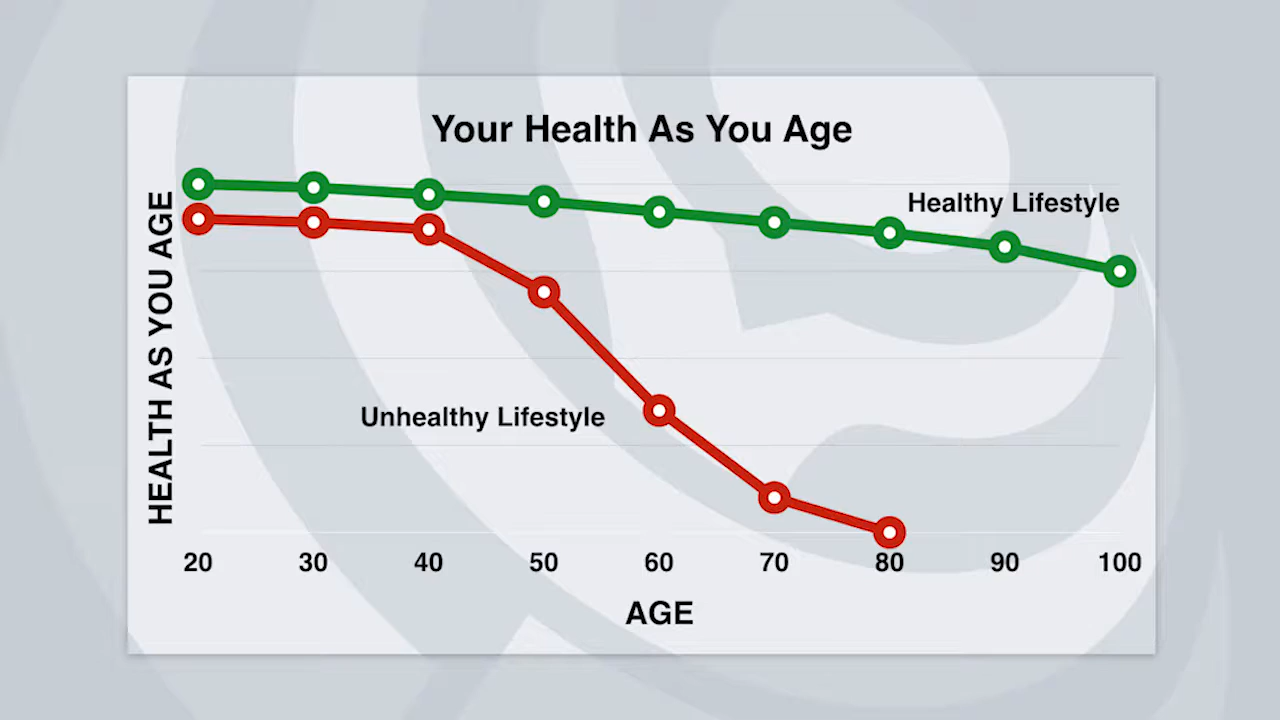 Your Health As You Age
HEALTH AS YOU AGE
Healthy Lifestyle
Unhealthy Lifestyle
20 30 40 50 60 70 80 90 100
AGE